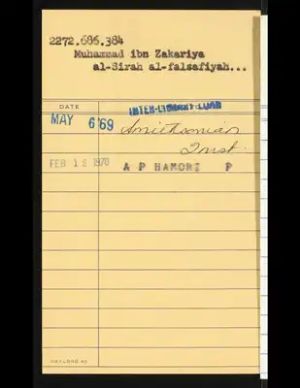 2272.686.384
Muhammad ibn Zakariya
al-Sirah al-falsafiyah...
DATE
INTER-LIBRARY LOAN
MAY 6 '69
Smithsonian
Inst.
FEB 1 1970
A P HAMORI P
GAYLORD 40